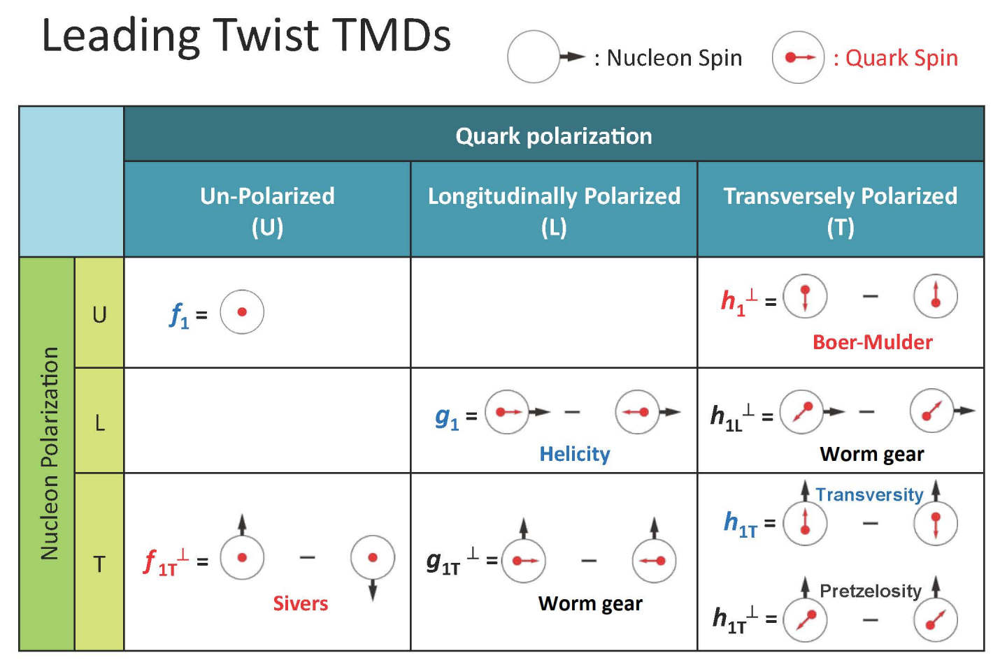 Leading Twist TMDs
: Nucleon Spin
: Quark Spin
Quark polarization
Un-Polarized
(U)
Longitudinally Polarized
(L)
Transversely Polarized
(T)
Nucleon Polarization
U
f₁ =
h₁⊥ = −
Boer-Mulder
L
g₁ = −
Helicity
h₁L⊥ = −
Worm gear
T
f₁T⊥ = −
Sivers
g₁T⊥ = −
Worm gear
Transversity
h₁T = −
Pretzelosity
h₁T⊥ = −